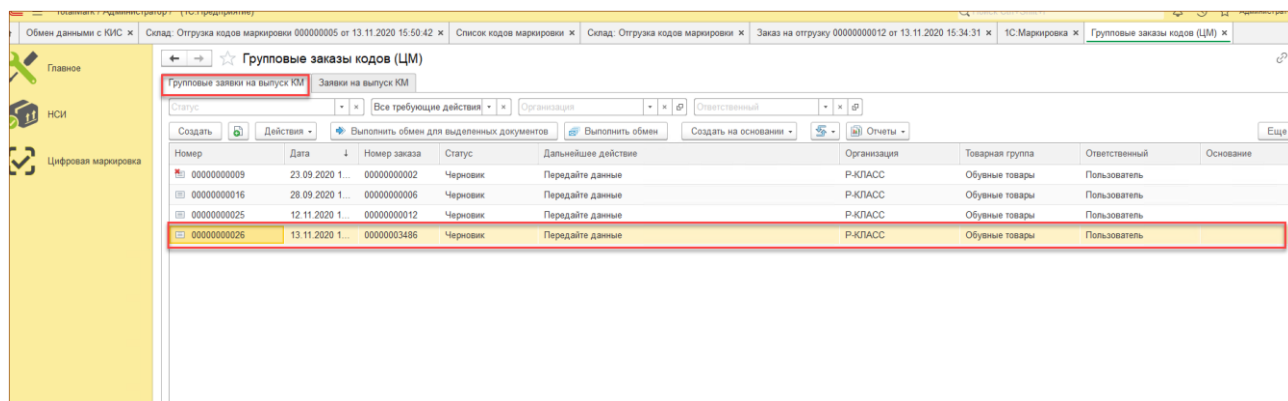 TotalMark / Администратор / (1С:Предприятие)
Обмен данными с КИС × Склад: Отгрузка кодов маркировки 000000005 от 13.11.2020 15:50:42 × Список кодов маркировки × Склад: Отгрузка кодов маркировки × Заказ на отгрузку 00000000012 от 13.11.2020 15:34:31 × 1С:Маркировка × Групповые заказы кодов (ЦМ) ×
Главное
НСИ
Цифровая маркировка
Групповые заказы кодов (ЦМ)
Групповые заявки на выпуск КМ Заявки на выпуск КМ
Статус Все требующие действия Организация Ответственный
Создать Действия Выполнить обмен для выделенных документов Выполнить обмен Создать на основании Отчеты Еще
Номер Дата ↓ Номер заказа Статус Дальнейшее действие Организация Товарная группа Ответственный Основание
00000000009 23.09.2020 1... 00000000002 Черновик Передайте данные Р-КЛАСС Обувные товары Пользователь
00000000016 28.09.2020 1... 00000000006 Черновик Передайте данные Р-КЛАСС Обувные товары Пользователь
00000000025 12.11.2020 1... 00000000012 Черновик Передайте данные Р-КЛАСС Обувные товары Пользователь
00000000026 13.11.2020 1... 00000003486 Черновик Передайте данные Р-КЛАСС Обувные товары Пользователь